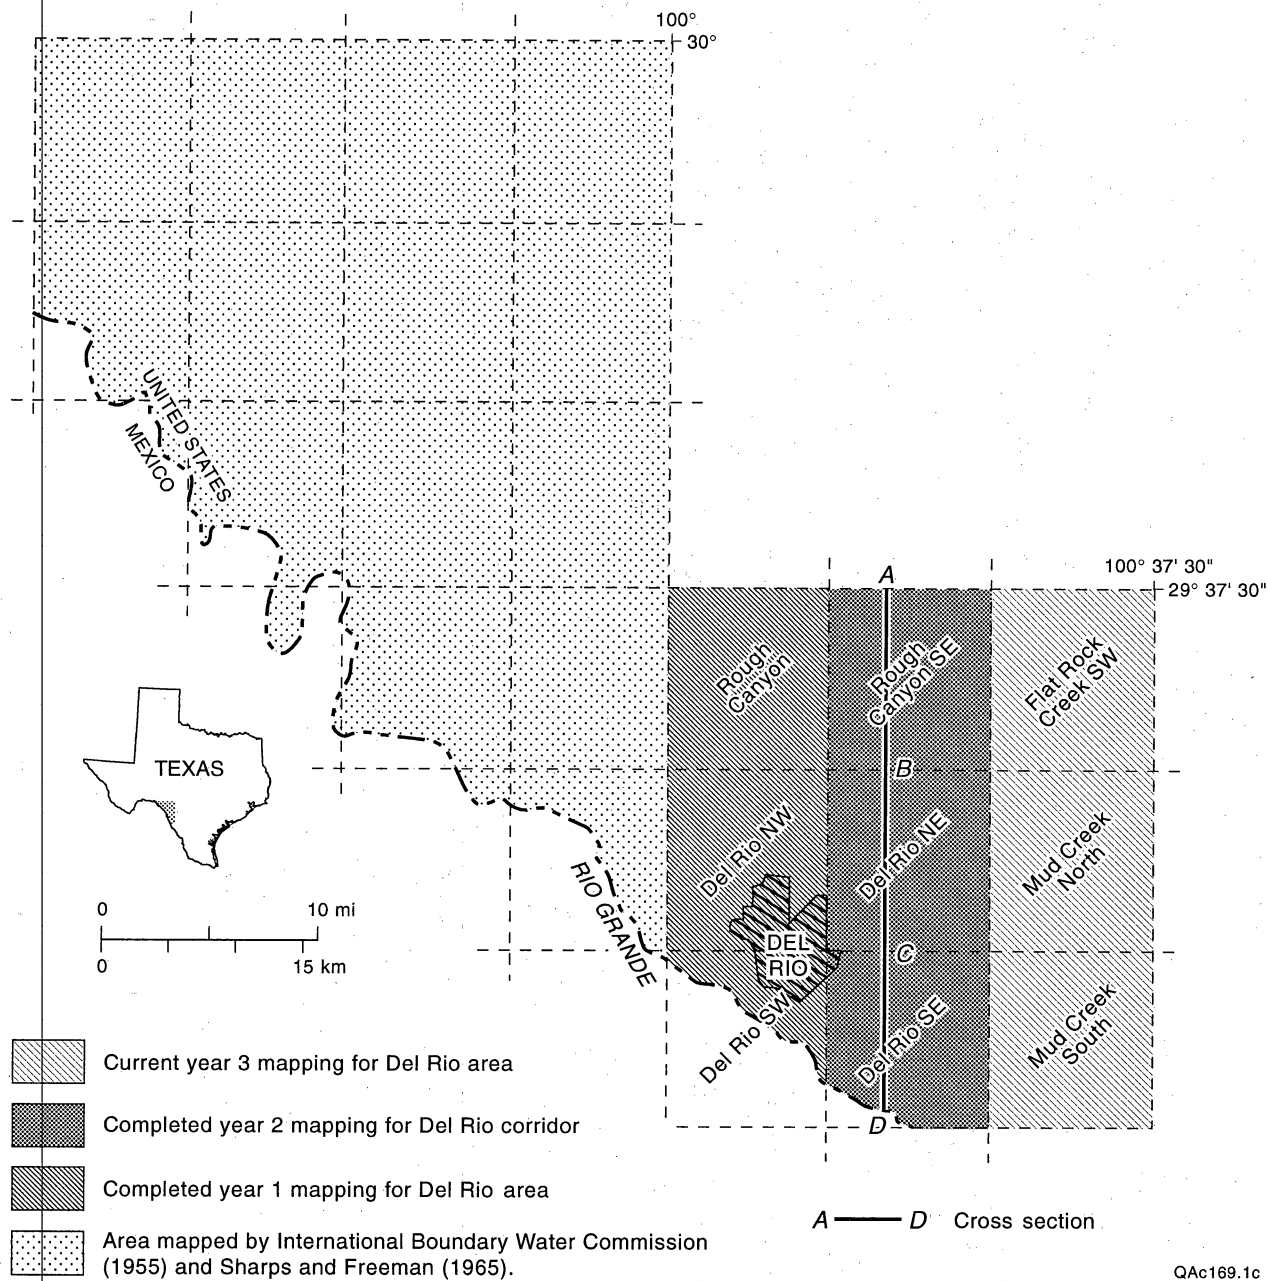 100°
30°
UNITED STATES
MEXICO
100° 37' 30"
29° 37' 30"
A
Rough
Canyon
Rough
Canyon SE
Flat Rock
Creek SW
B
TEXAS
Del Rio NW
Del Rio NE
Mud Creek
North
RIO GRANDE
0 10 mi
0 15 km
DEL
RIO
C
Del Rio SW
Del Rio SE
Mud Creek
South
D
Current year 3 mapping for Del Rio area
Completed year 2 mapping for Del Rio corridor
Completed year 1 mapping for Del Rio area
Area mapped by International Boundary Water Commission
(1955) and Sharps and Freeman (1965).
A D Cross section
QAc169.1c